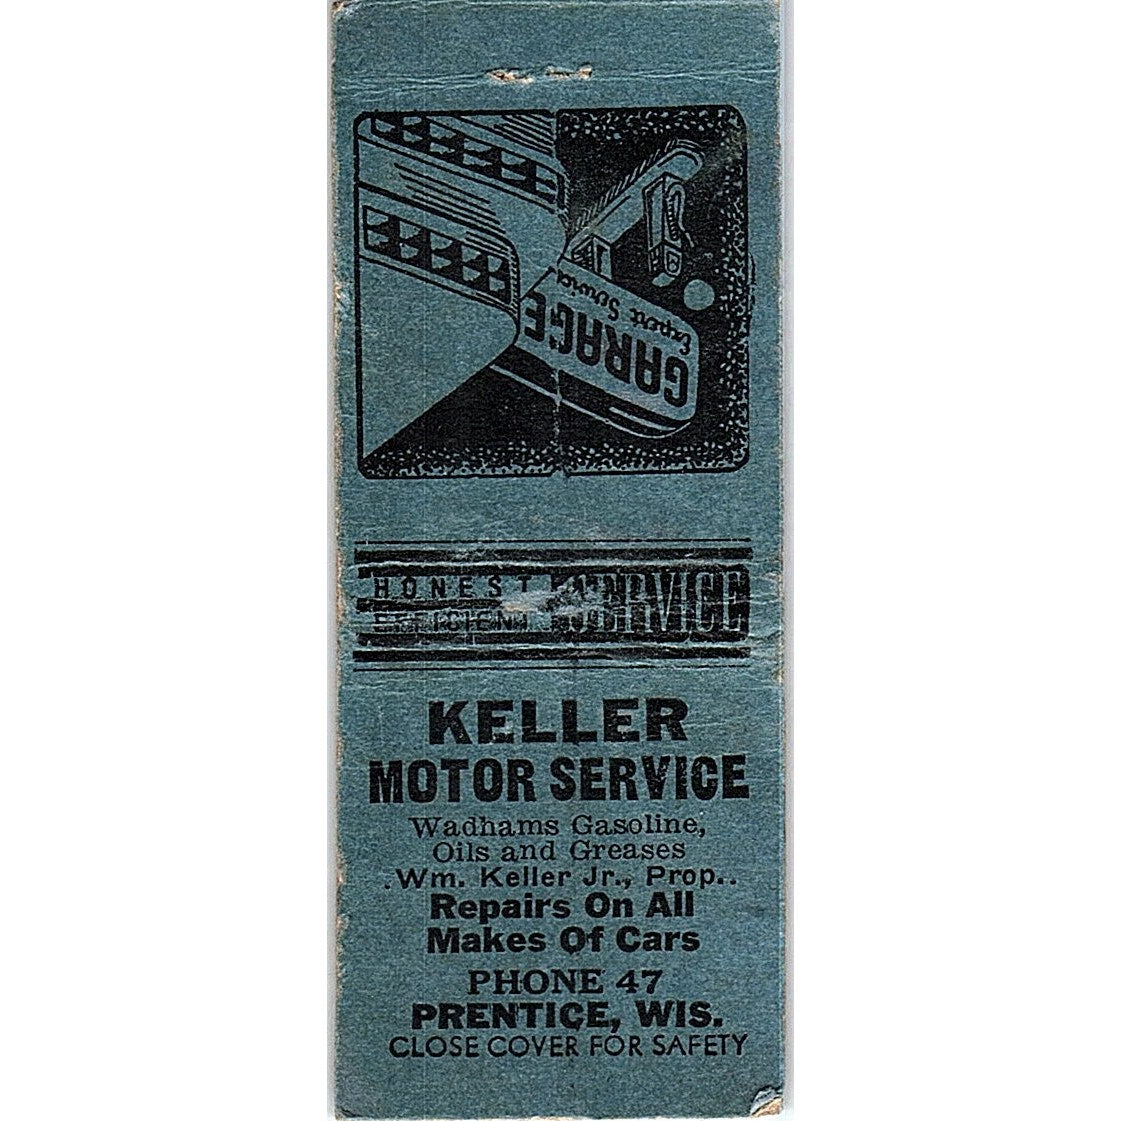 GARAGE
Expert Service
HONEST
EFFICIENT
SERVICE
KELLER
MOTOR SERVICE
Wadhams Gasoline,
Oils and Greases
.Wm. Keller Jr., Prop..
Repairs On All
Makes Of Cars
PHONE 47
PRENTICE, WIS.
CLOSE COVER FOR SAFETY